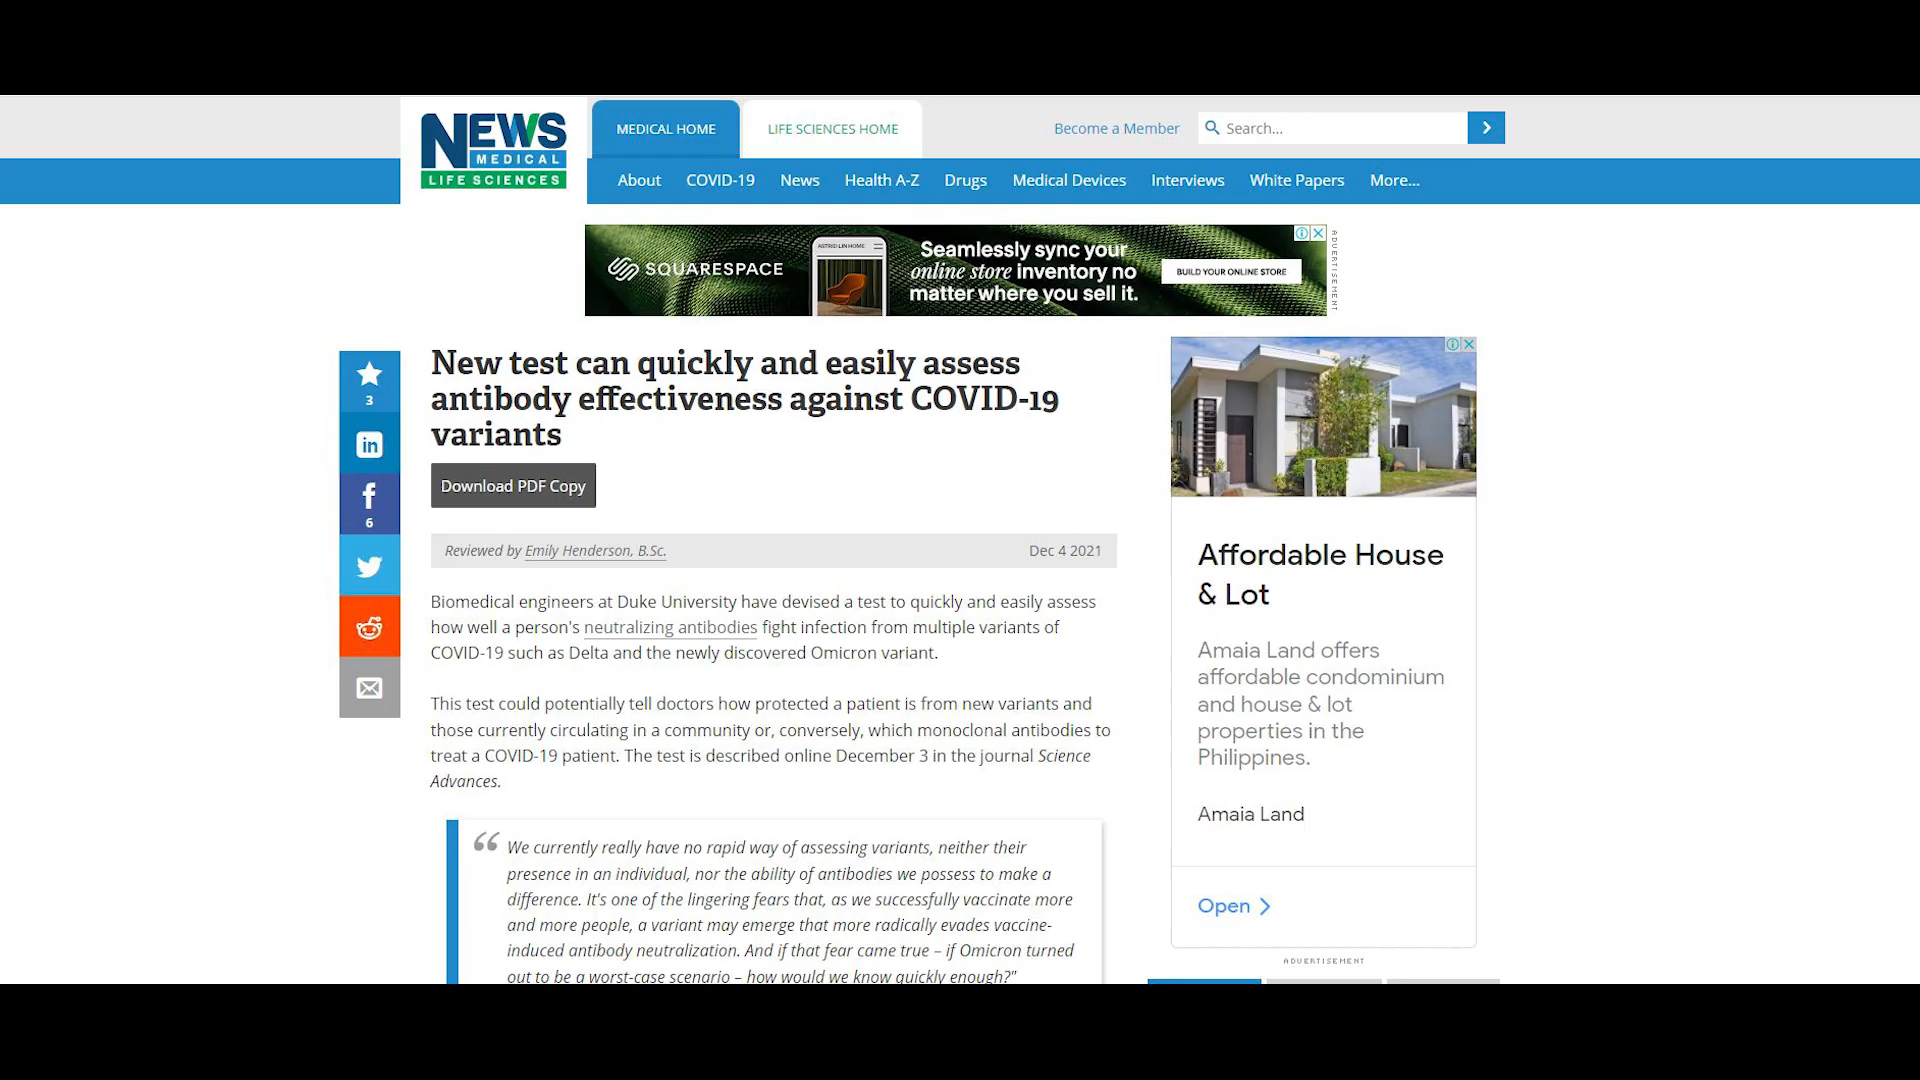 NEWS
MEDICAL
LIFE SCIENCES
MEDICAL HOME
LIFE SCIENCES HOME
Become a Member
Search...
About COVID-19 News Health A-Z Drugs Medical Devices Interviews White Papers More...
SQUARESPACE
ASTRID LIN HOME
Seamlessly sync your
online store inventory no
matter where you sell it.
BUILD YOUR ONLINE STORE
ADVERTISEMENT
3
in
f
6
New test can quickly and easily assess
antibody effectiveness against COVID-19
variants
Download PDF Copy
Reviewed by Emily Henderson, B.Sc. Dec 4 2021
Biomedical engineers at Duke University have devised a test to quickly and easily assess
how well a person's neutralizing antibodies fight infection from multiple variants of
COVID-19 such as Delta and the newly discovered Omicron variant.
This test could potentially tell doctors how protected a patient is from new variants and
those currently circulating in a community or, conversely, which monoclonal antibodies to
treat a COVID-19 patient. The test is described online December 3 in the journal Science
Advances.
“ We currently really have no rapid way of assessing variants, neither their
presence in an individual, nor the ability of antibodies we possess to make a
difference. It's one of the lingering fears that, as we successfully vaccinate more
and more people, a variant may emerge that more radically evades vaccine-
induced antibody neutralization. And if that fear came true – if Omicron turned
out to be a worst-case scenario – how would we know quickly enough?"
Affordable House
& Lot
Amaia Land offers
affordable condominium
and house & lot
properties in the
Philippines.
Amaia Land
Open
ADVERTISEMENT